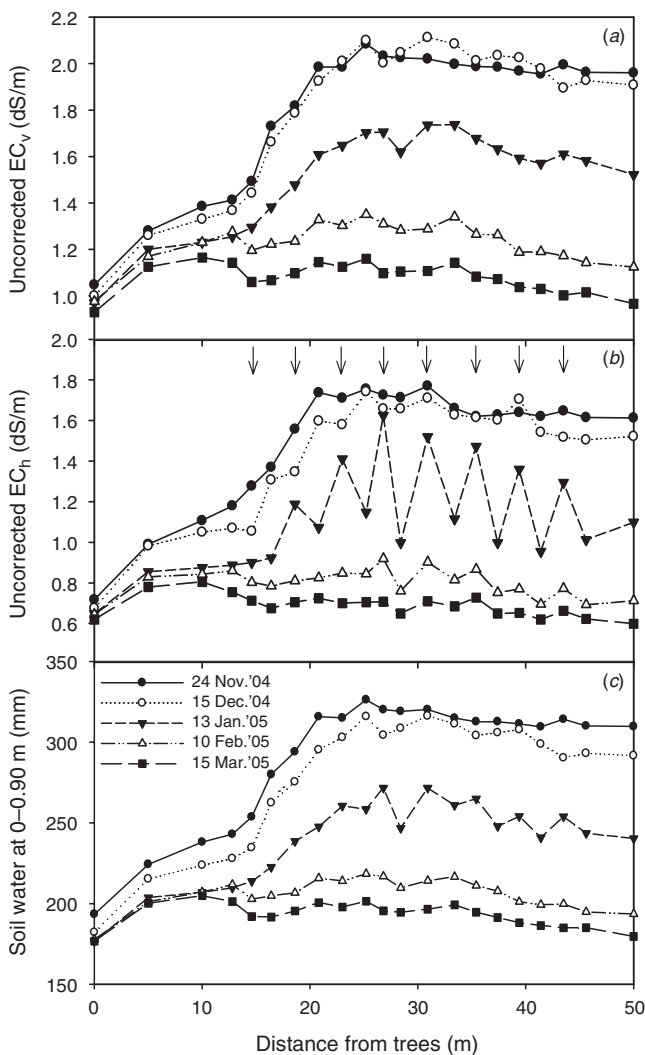 2.2
2.0
1.8
1.6
1.4
1.2
1.0
Uncorrected ECv (dS/m)
(a)
2.0
1.8
1.6
1.4
1.2
1.0
0.8
0.6
Uncorrected ECh (dS/m)
(b)
350
300
250
200
150
Soil water at 0–0.90 m (mm)
(c)
24 Nov.'04
15 Dec.'04
13 Jan.'05
10 Feb.'05
15 Mar.'05
0 10 20 30 40 50
Distance from trees (m)